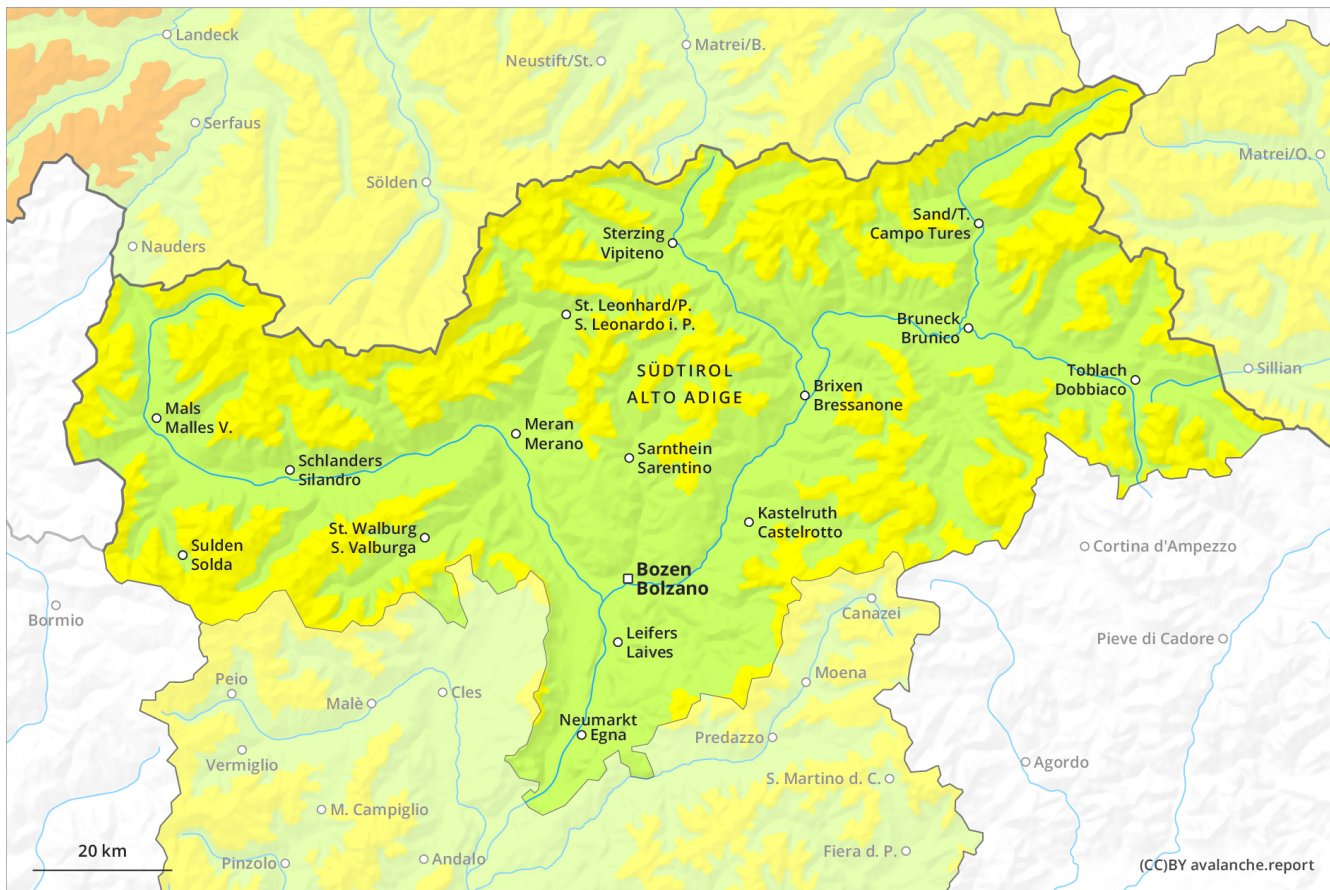 Landeck
Matrei/B.
Neustift/St.
Serfaus
Matrei/O.
Sölden
Sand/T.
Campo Tures
Sterzing
Vipiteno
Nauders
St. Leonhard/P.
S. Leonardo i. P.
Bruneck
Brunico
SÜDTIROL
ALTO ADIGE
Toblach
Dobbiaco
Sillian
Brixen
Bressanone
Mals
Malles V.
Meran
Merano
Schlanders
Silandro
Sarnthein
Sarentino
Kastelruth
Castelrotto
St. Walburg
S. Valburga
Sulden
Solda
Cortina d'Ampezzo
Bozen
Bolzano
Bormio
Canazei
Leifers
Laives
Pieve di Cadore
Peio
Malè
Cles
Moena
Neumarkt
Egna
Predazzo
Vermiglio
Agordo
S. Martino d. C.
M. Campiglio
20 km
Pinzolo
Andalo
Fiera d. P.
(CC)BY avalanche.report